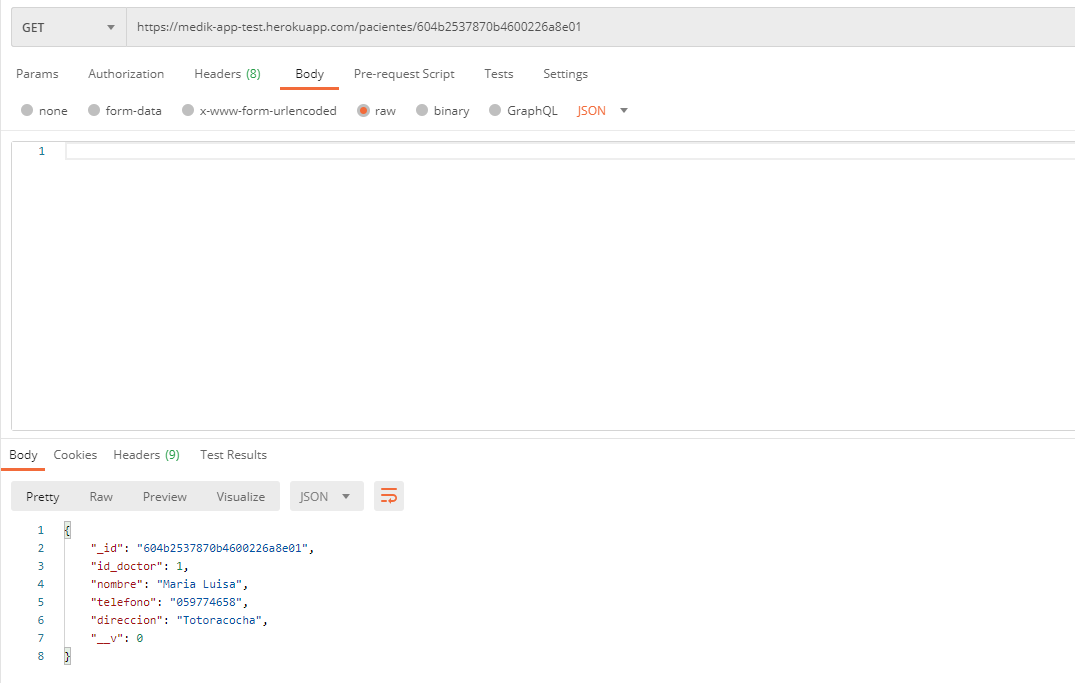 GET https://medik-app-test.herokuapp.com/pacientes/604b2537870b4600226a8e01
Params Authorization Headers (8) Body Pre-request Script Tests Settings
none form-data x-www-form-urlencoded raw binary GraphQL JSON
1
Body Cookies Headers (9) Test Results
Pretty Raw Preview Visualize JSON
1 {
2 "_id": "604b2537870b4600226a8e01",
3 "id_doctor": 1,
4 "nombre": "Maria Luisa",
5 "telefono": "059774658",
6 "direccion": "Totoracocha",
7 "__v": 0
8 }